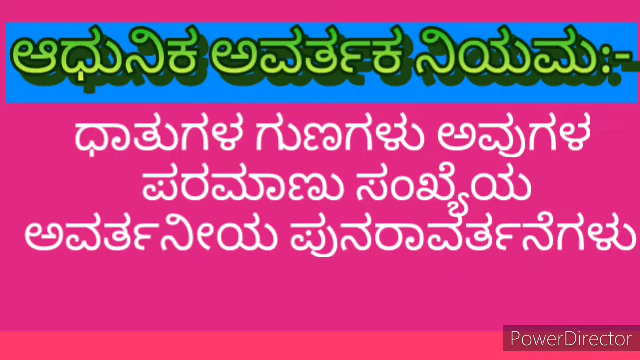 ಆಧುನಿಕ ಅವರ್ತಕ ನಿಯಮ:-
ಧಾತುಗಳ ಗುಣಗಳು ಅವುಗಳ
ಪರಮಾಣು ಸಂಖ್ಯೆಯ
ಅವರ್ತನೀಯ ಪುನರಾವರ್ತನೆಗಳು
PowerDirector